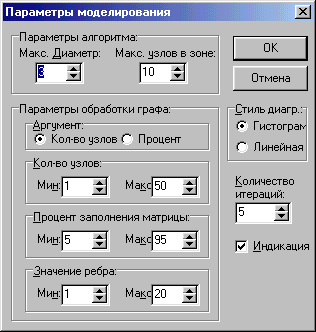 Параметры моделирования
Параметры алгоритма:
Макс. Диаметр: Макс. узлов в зоне:
3 10
OK
Отмена
Параметры обработки графа:
Аргумент:
Кол-во узлов Процент
Кол-во узлов:
Мин: 1 Макс 50
Процент заполнения матрицы:
Мин: 5 Макс 95
Значение ребра:
Мин: 1 Макс 20
Стиль диагр.:
Гистограм
Линейная
Количество
итераций:
5
Индикация